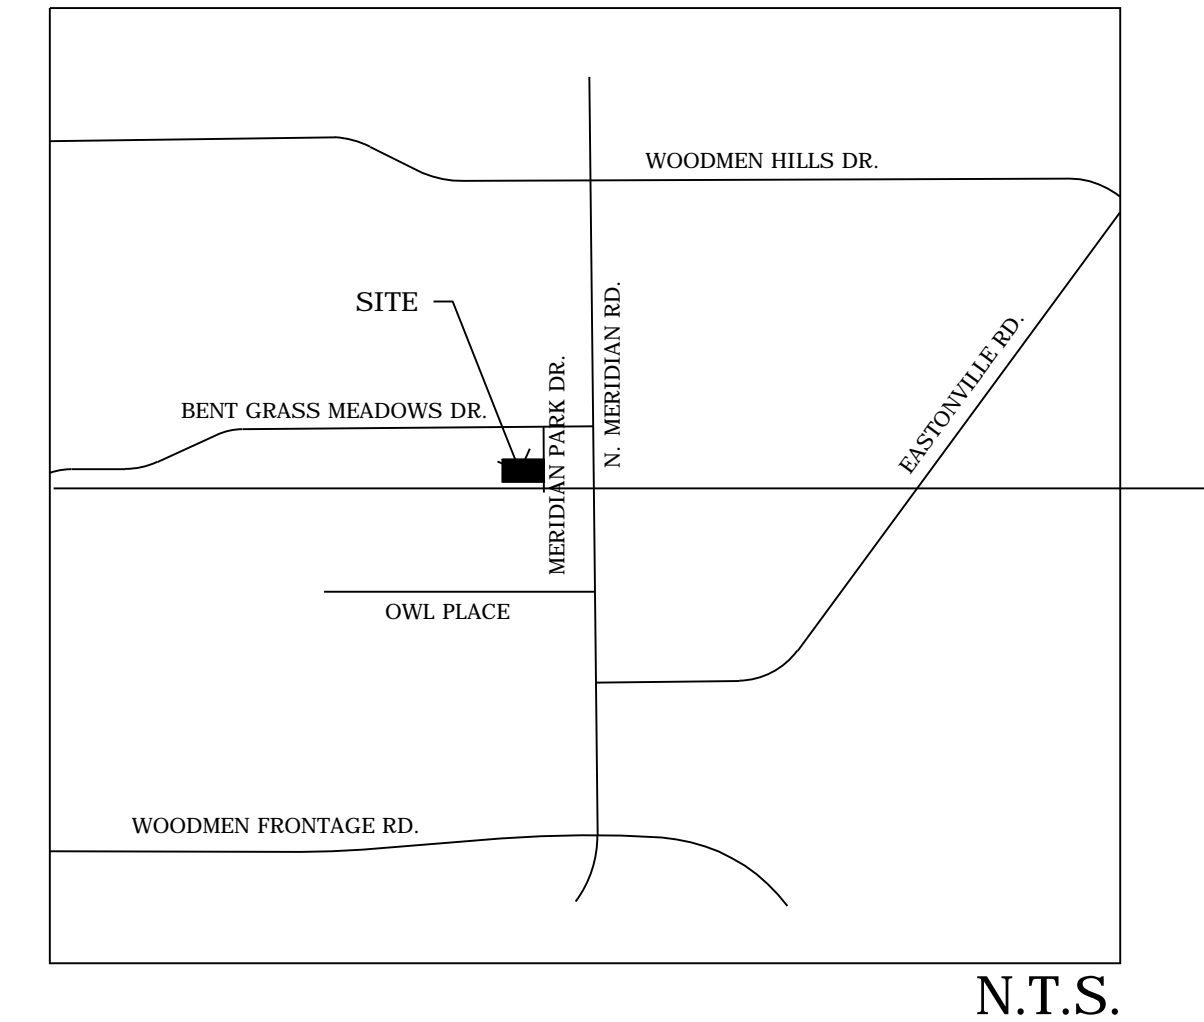 WOODMEN HILLS DR.
SITE
N. MERIDIAN RD.
EASTONVILLE RD.
BENT GRASS MEADOWS DR.
MERIDIAN PARK DR.
OWL PLACE
WOODMEN FRONTAGE RD.
N.T.S.